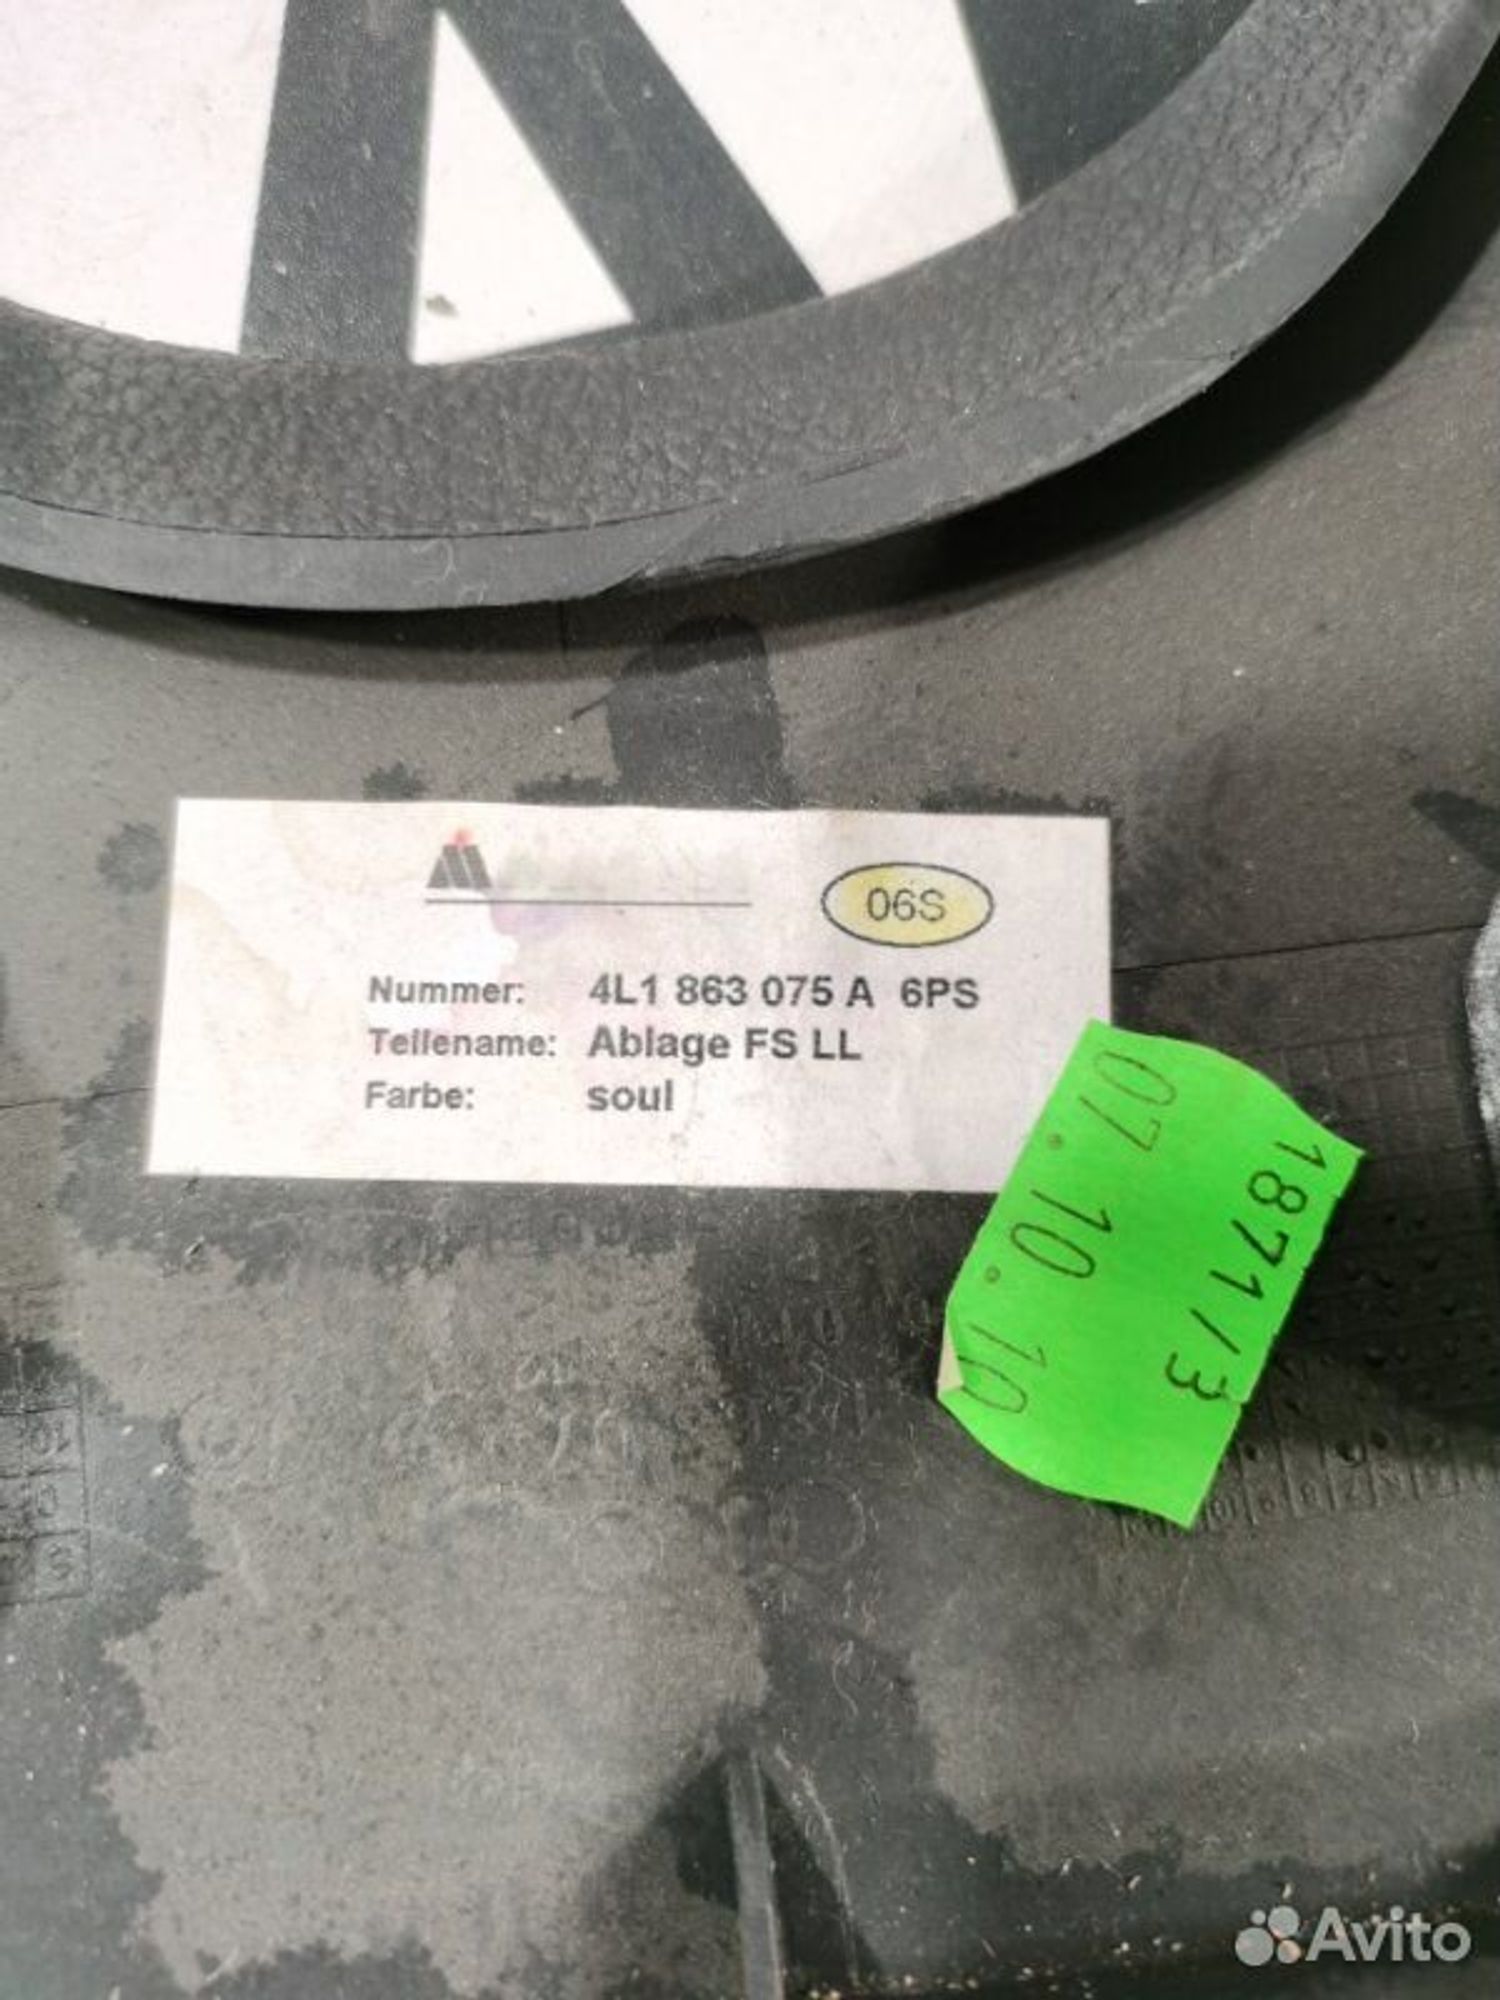 06S
Nummer: 4L1 863 075 A 6PS
Teilename: Ablage FS LL
Farbe: soul
1871/3
07.10.10
Avito